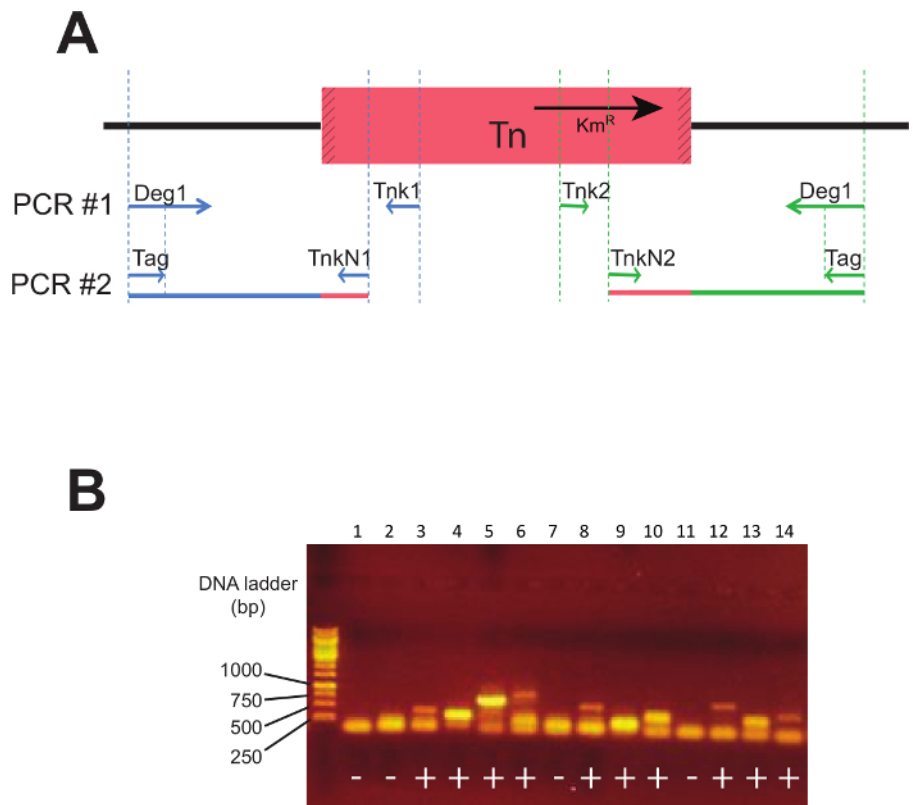 A
Tn
Km^R
PCR #1
Deg1
Tnk1
Tnk2
Deg1
PCR #2
Tag
TnkN1
TnkN2
Tag
B
1 2 3 4 5 6 7 8 9 10 11 12 13 14
DNA ladder
(bp)
1000
750
500
250
- - + + + + - + + + - + + +